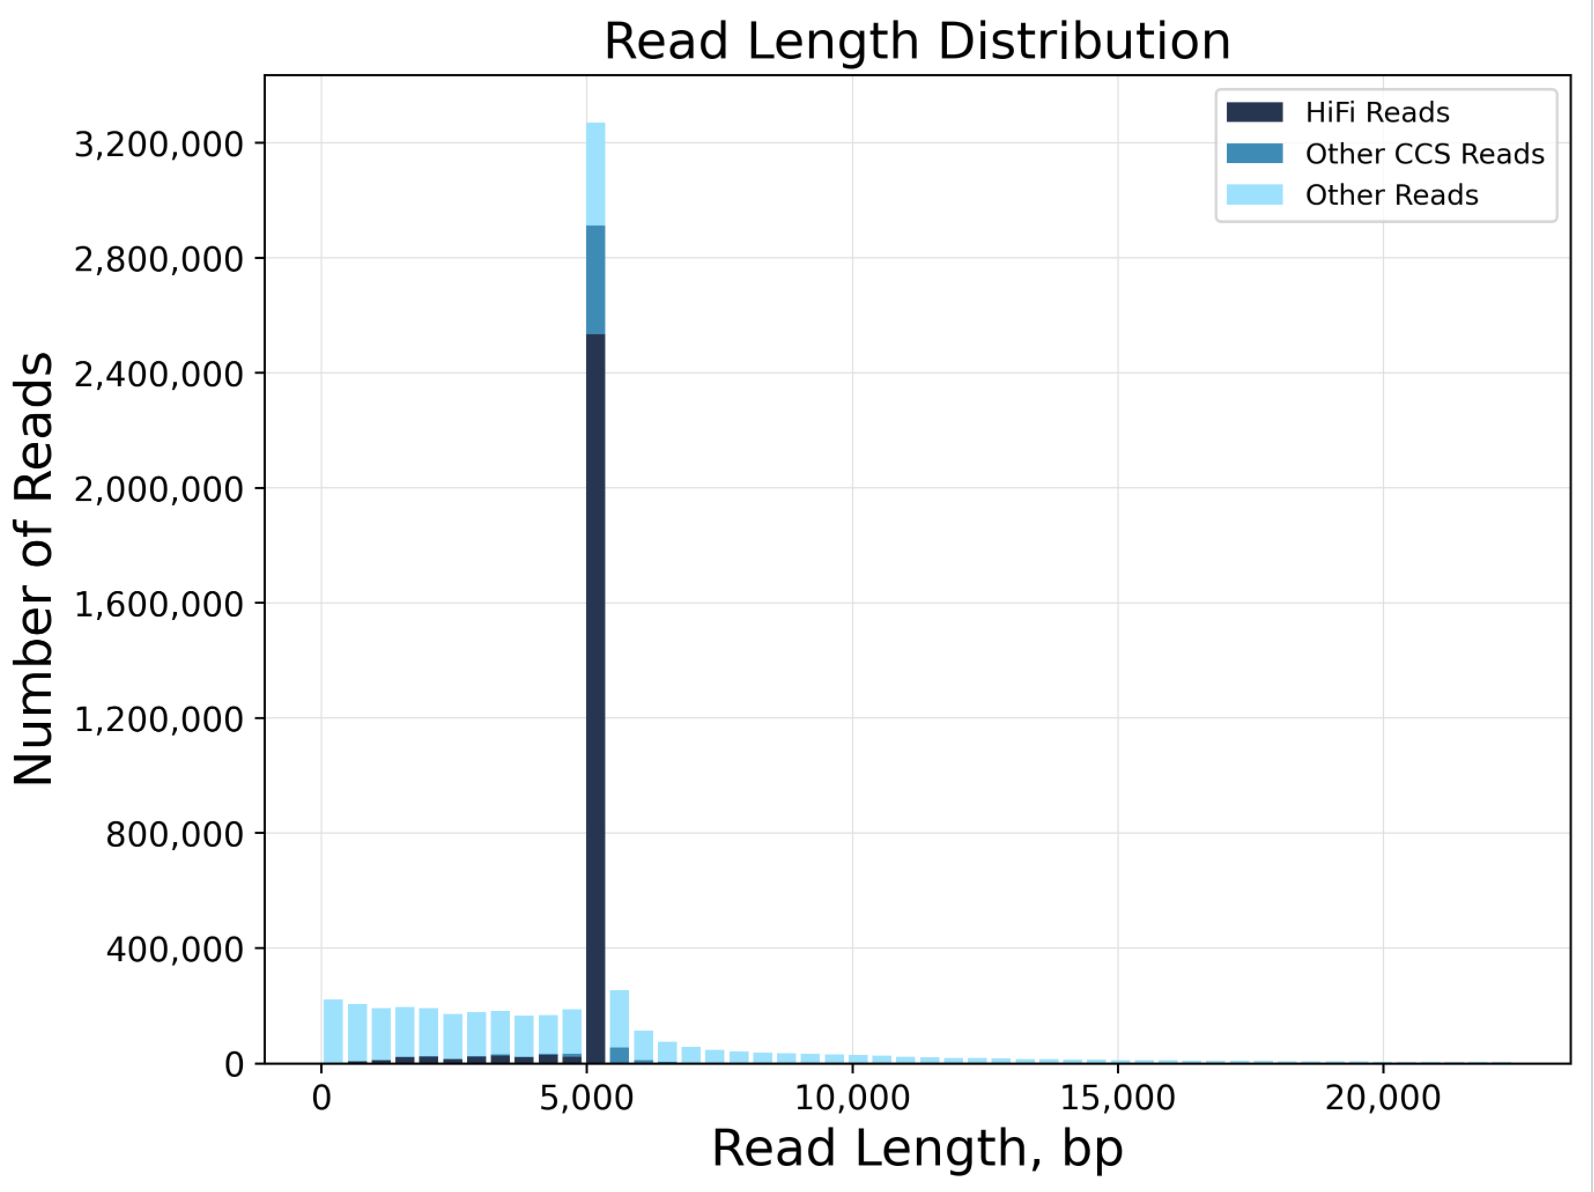 Read Length Distribution
HiFi Reads
Other CCS Reads
Other Reads
Number of Reads
3,200,000
2,800,000
2,400,000
2,000,000
1,600,000
1,200,000
800,000
400,000
0
0 5,000 10,000 15,000 20,000
Read Length, bp